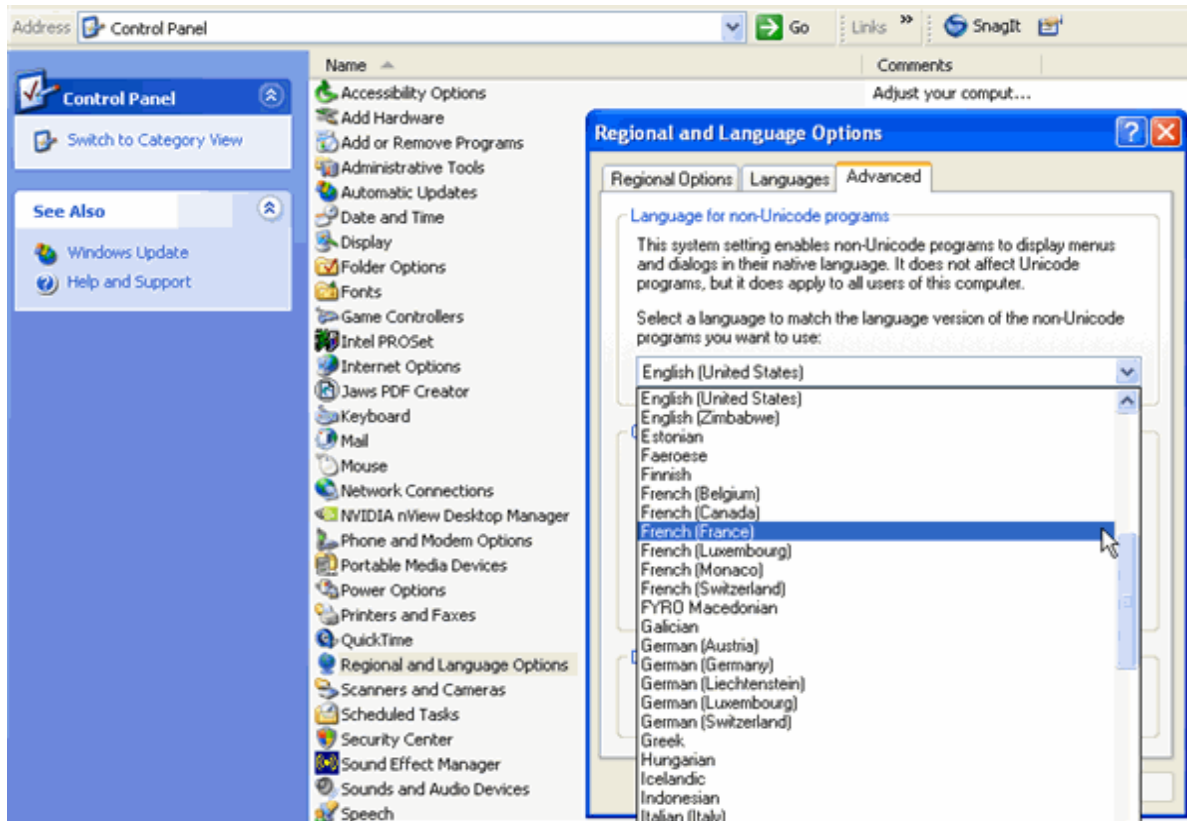 Address Control Panel Go Links » SnagIt
Control Panel
Switch to Category View
See Also
Windows Update
Help and Support
Name Comments
Accessibility Options Adjust your comput...
Add Hardware
Add or Remove Programs
Administrative Tools
Automatic Updates
Date and Time
Display
Folder Options
Fonts
Game Controllers
Intel PROSet
Internet Options
Jaws PDF Creator
Keyboard
Mail
Mouse
Network Connections
NVIDIA nView Desktop Manager
Phone and Modem Options
Portable Media Devices
Power Options
Printers and Faxes
QuickTime
Regional and Language Options
Scanners and Cameras
Scheduled Tasks
Security Center
Sound Effect Manager
Sounds and Audio Devices
Speech
Regional and Language Options
Regional Options Languages Advanced
Language for non-Unicode programs
This system setting enables non-Unicode programs to display menus
and dialogs in their native language. It does not affect Unicode
programs, but it does apply to all users of this computer.
Select a language to match the language version of the non-Unicode
programs you want to use:
English (United States)
English (United States)
English (Zimbabwe)
Estonian
Faeroese
Finnish
French (Belgium)
French (Canada)
French (France)
French (Luxembourg)
French (Monaco)
French (Switzerland)
FYRO Macedonian
Galician
German (Austria)
German (Germany)
German (Liechtenstein)
German (Luxembourg)
German (Switzerland)
Greek
Hungarian
Icelandic
Indonesian
Italian (Italy)